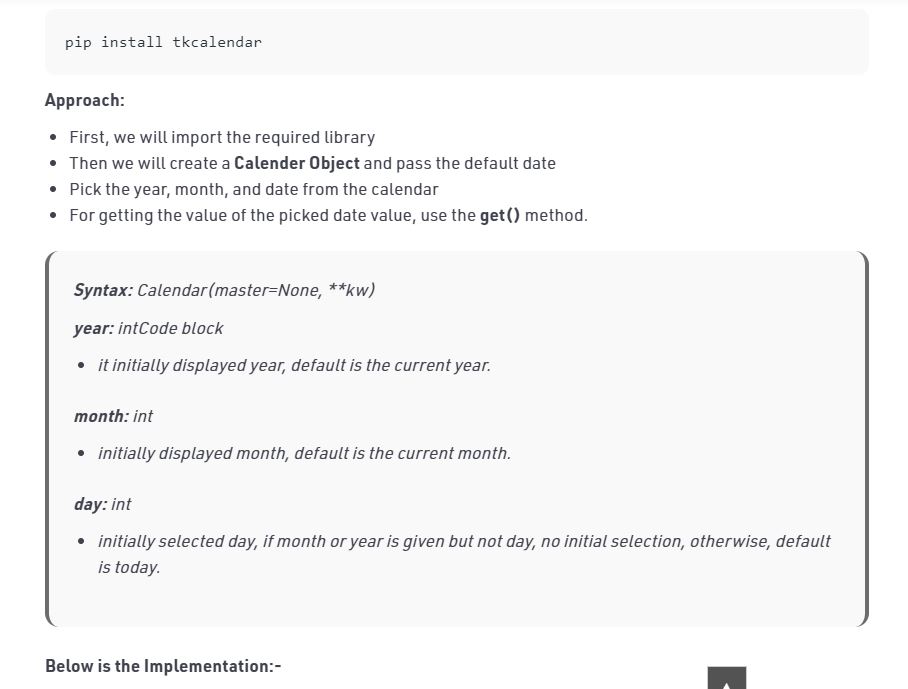 pip install tkcalendar
Approach:
First, we will import the required library
Then we will create a Calender Object and pass the default date
Pick the year, month, and date from the calendar
For getting the value of the picked date value, use the get() method.
Syntax: Calendar(master=None, **kw)
year: intCode block
it initially displayed year, default is the current year.
month: int
initially displayed month, default is the current month.
day: int
initially selected day, if month or year is given but not day, no initial selection, otherwise, default
is today.
Below is the Implementation:-